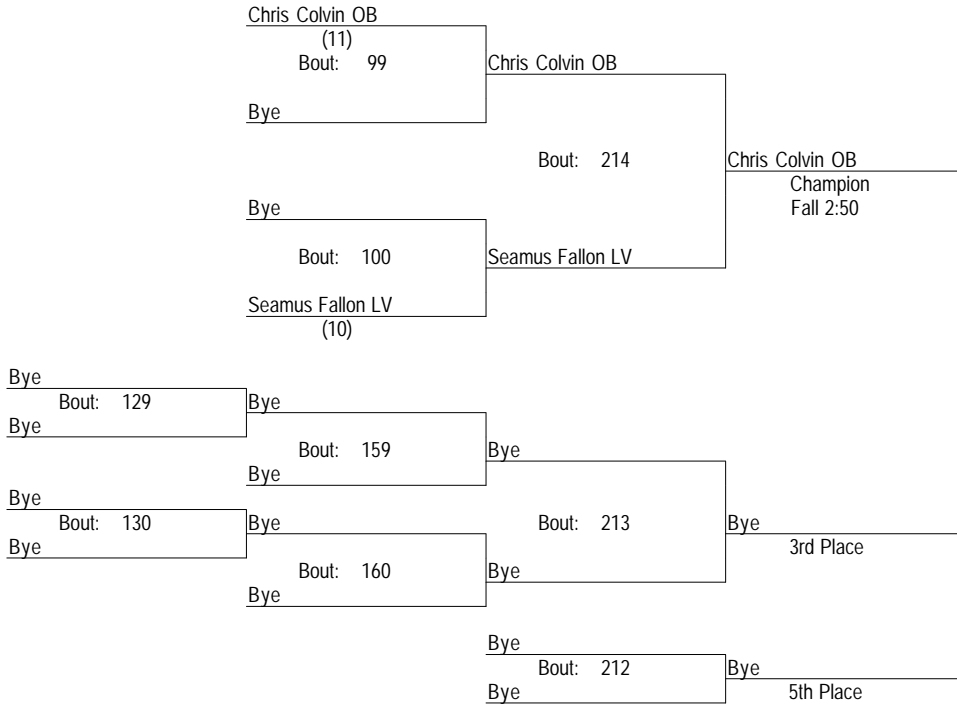 Chris Colvin OB
(11)
Bout: 99
Chris Colvin OB
Bye
Bout: 214
Chris Colvin OB
Champion
Fall 2:50
Bye
Bout: 100
Seamus Fallon LV
Seamus Fallon LV
(10)
Bye
Bout: 129
Bye
Bye
Bout: 159
Bye
Bye
Bye
Bout: 130
Bye
Bout: 213
Bye
Bye
3rd Place
Bout: 160
Bye
Bye
Bye
Bout: 212
Bye
Bye
5th Place